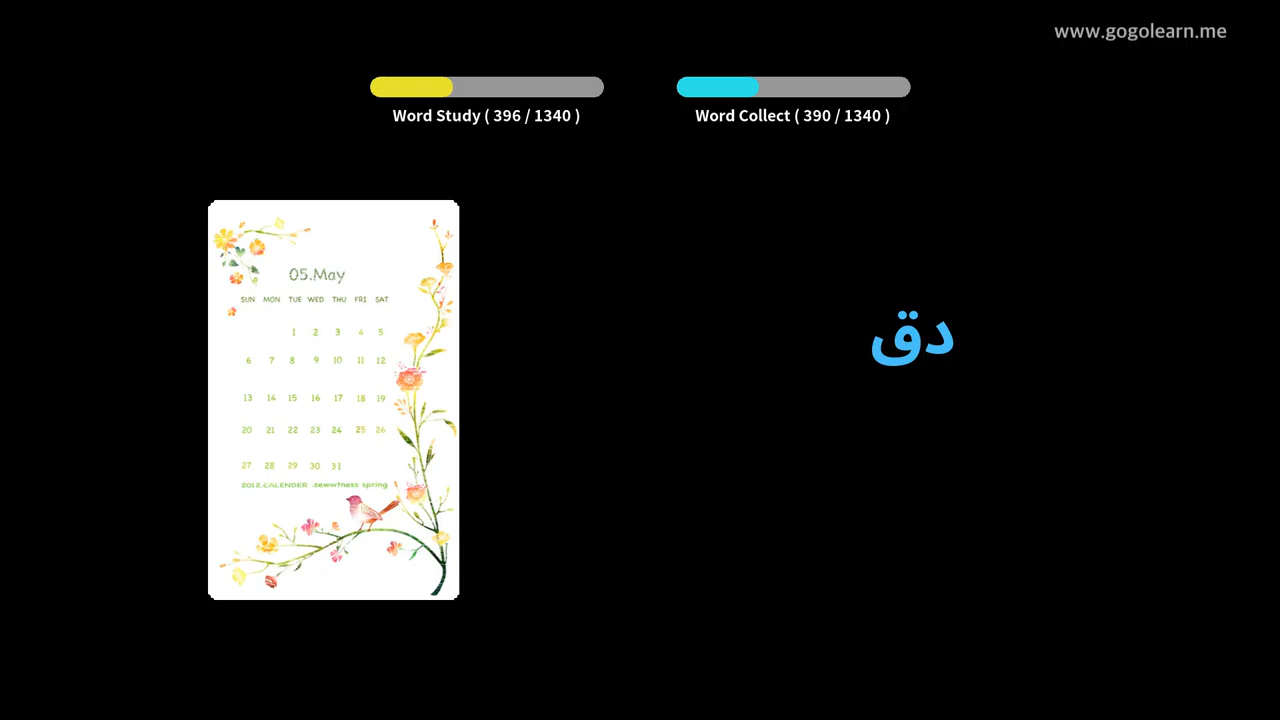 www.gogolearn.me
Word Study ( 396 / 1340 )
Word Collect ( 390 / 1340 )
05.May
SUN MON TUE WED THU FRI SAT
1 2 3 4 5
6 7 8 9 10 11 12
13 14 15 16 17 18 19
20 21 22 23 24 25 26
27 28 29 30 31
2012.CALENDER .sewwtness spring
دق